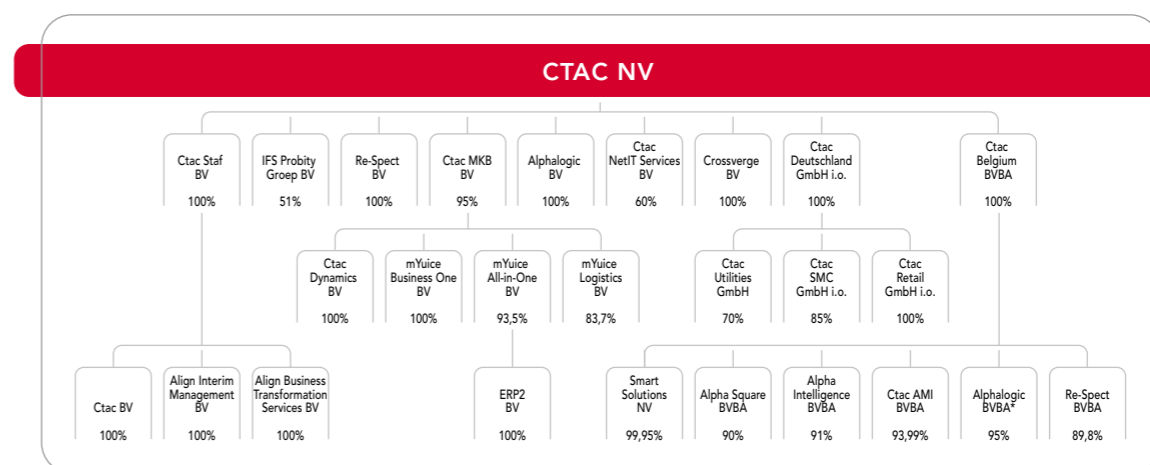 CTAC NV
Ctac Staf
BV
100%
IFS Probity
Groep BV
51%
Re-Spect
BV
100%
Ctac MKB
BV
95%
Alphalogic
BV
100%
Ctac
NetIT Services
BV
60%
Crossverge
BV
100%
Ctac
Deutschland
GmbH i.o.
100%
Ctac
Belgium
BVBA
100%
Ctac
Dynamics
BV
100%
mYuice
Business One
BV
100%
mYuice
All-in-One
BV
93,5%
mYuice
Logistics
BV
83,7%
Ctac
Utilities
GmbH
70%
Ctac
SMC
GmbH i.o.
85%
Ctac
Retail
GmbH i.o.
100%
Ctac BV
100%
Align Interim
Management
BV
100%
Align Business
Transformation
Services BV
100%
ERP2
BV
100%
Smart
Solutions
NV
99,95%
Alpha Square
BVBA
90%
Alpha
Intelligence
BVBA
91%
Ctac AMI
BVBA
93,99%
Alphalogic
BVBA*
95%
Re-Spect
BVBA
89,8%